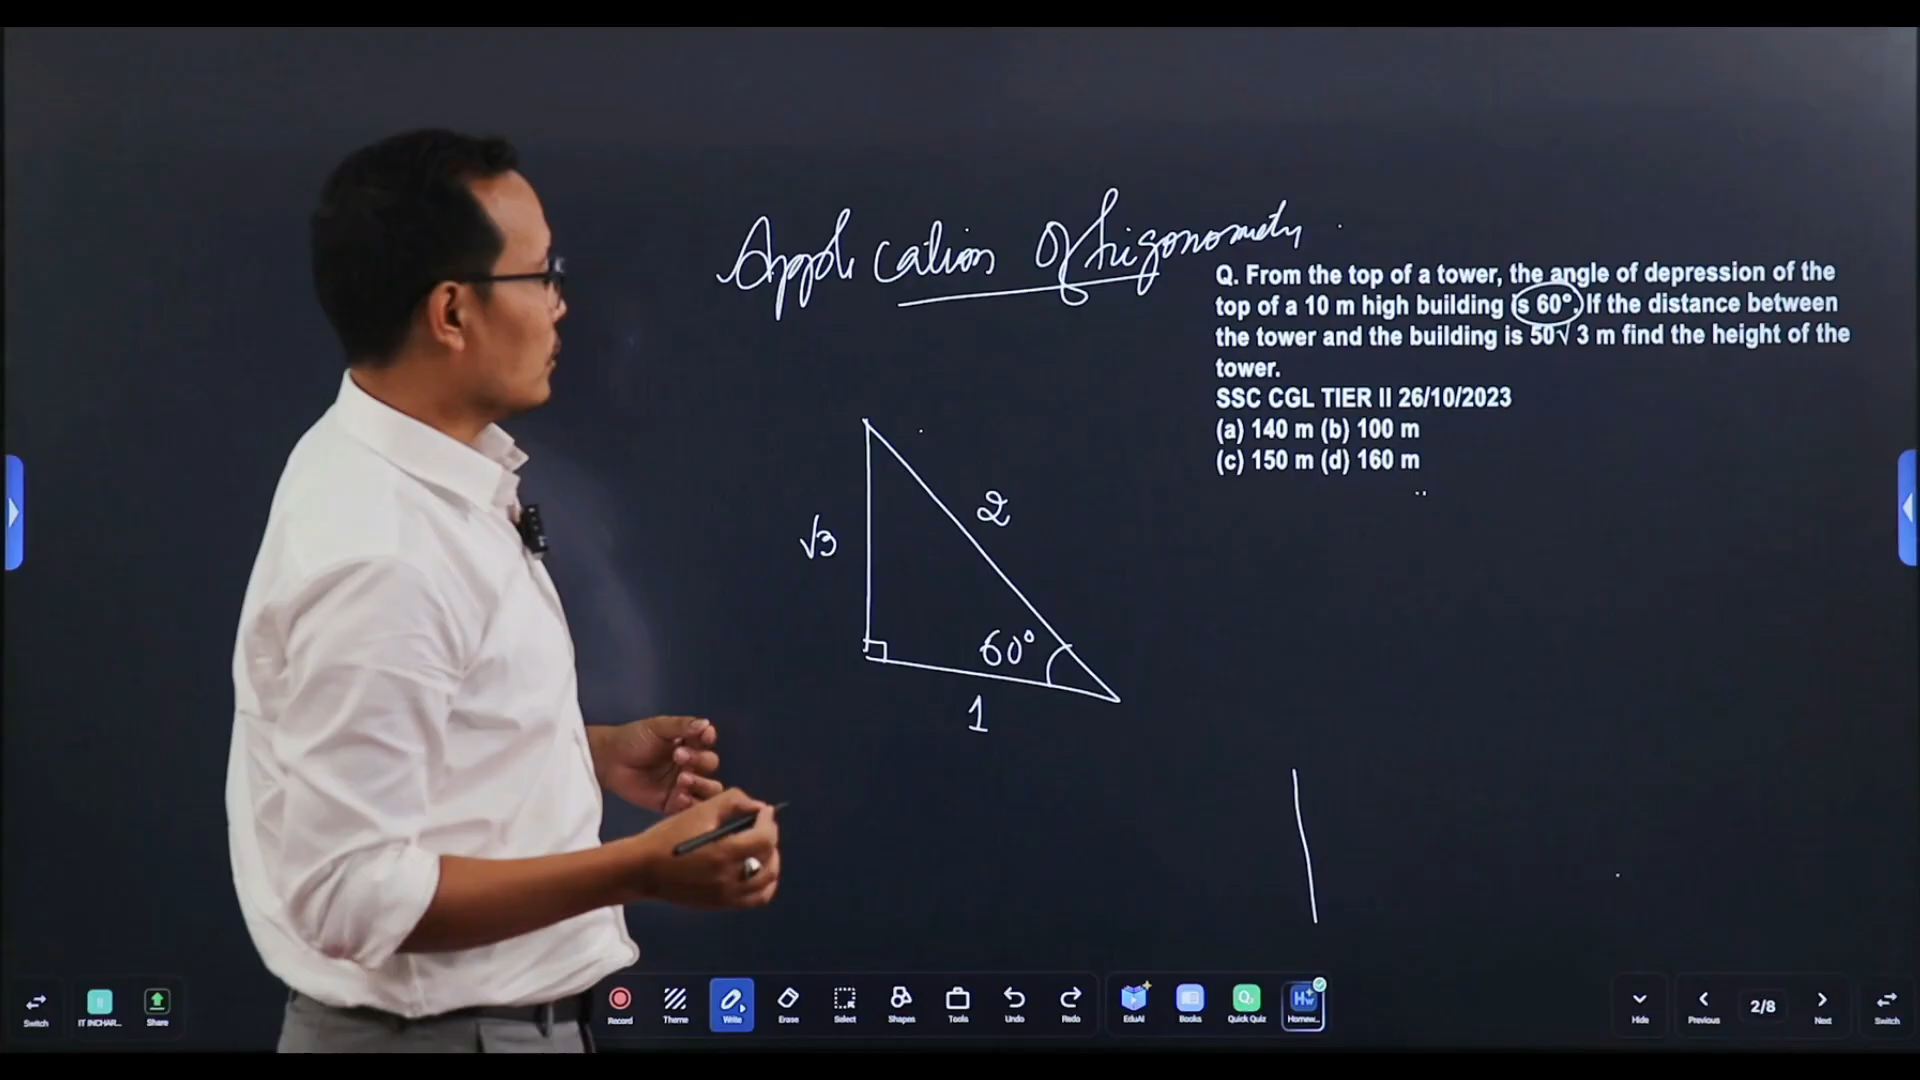 Application Of trigonometry
Q. From the top of a tower, the angle of depression of the
top of a 10 m high building is 60°. If the distance between
the tower and the building is 50√ 3 m find the height of the
tower.
SSC CGL TIER II 26/10/2023
(a) 140 m (b) 100 m
(c) 150 m (d) 160 m
2
√3
60°
1
Switch
IT INCHAR...
Share
Record
Theme
Write
Erase
Select
Shapes
Tools
Undo
Redo
EduAI
Books
Quick Quiz
Homew...
Hide
Previous
2/8
Next
Switch